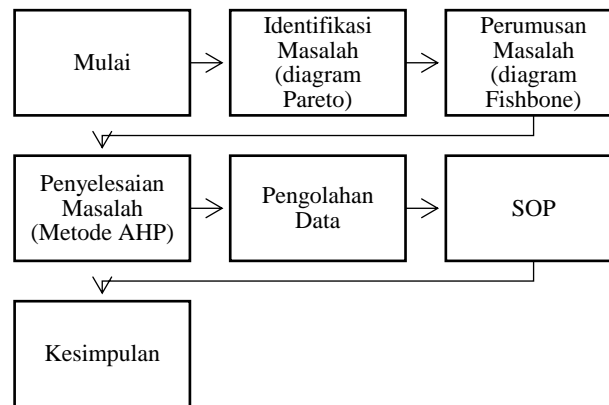 Mulai
Identifikasi
Masalah
(diagram
Pareto)
Perumusan
Masalah
(diagram
Fishbone)
Penyelesaian
Masalah
(Metode AHP)
Pengolahan
Data
SOP
Kesimpulan